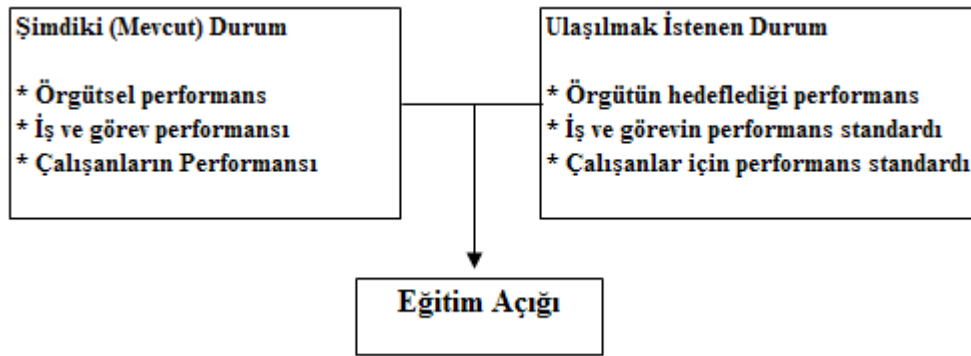 Şimdiki (Mevcut) Durum
* Örgütsel performans
* İş ve görev performansı
* Çalışanların Performansı
Ulaşılmak İstenen Durum
* Örgütün hedeflediği performans
* İş ve görevin performans standardı
* Çalışanlar için performans standardı
Eğitim Açığı